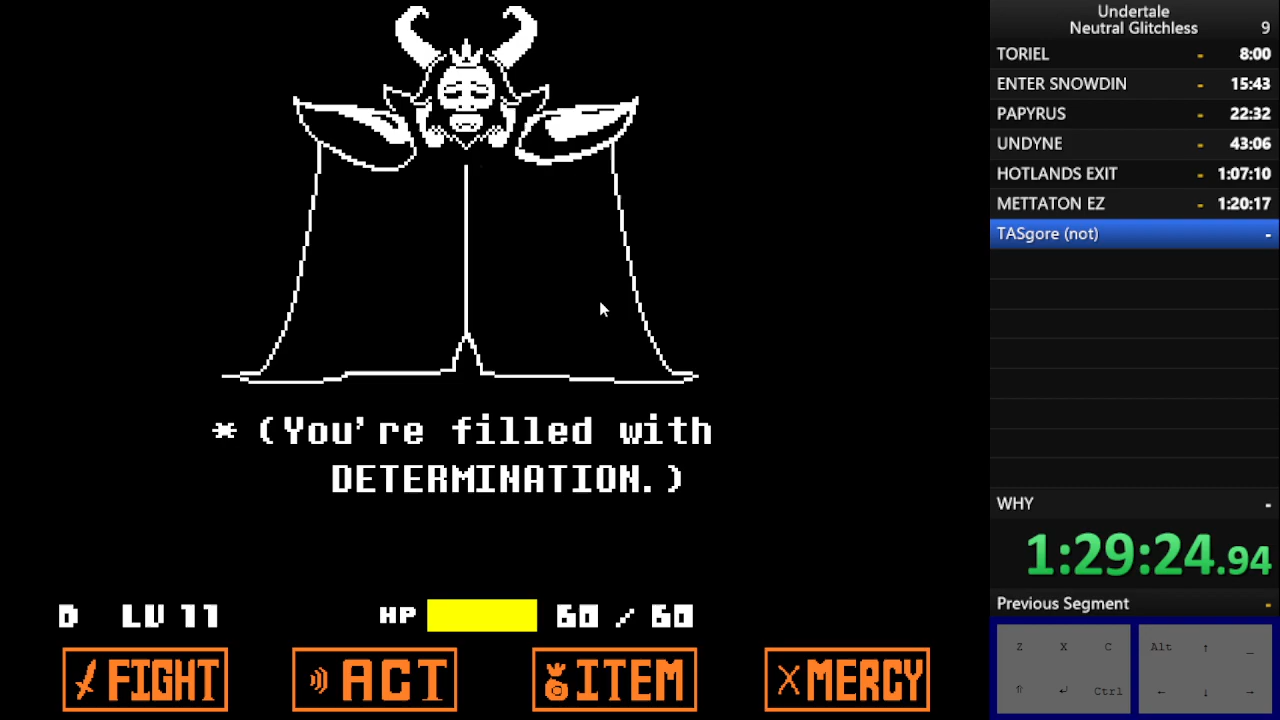 * (You're filled with
DETERMINATION.)
D LV 11 HP 60 / 60
FIGHT ACT ITEM MERCY
Undertale
Neutral Glitchless 9
TORIEL - 8:00
ENTER SNOWDIN - 15:43
PAPYRUS - 22:32
UNDYNE - 43:06
HOTLANDS EXIT - 1:07:10
METTATON EZ - 1:20:17
TASgore (not) -
WHY -
1:29:24.94
Previous Segment -
Z X C Alt ↑ _
⇧ ↵ Ctrl ← ↓ →